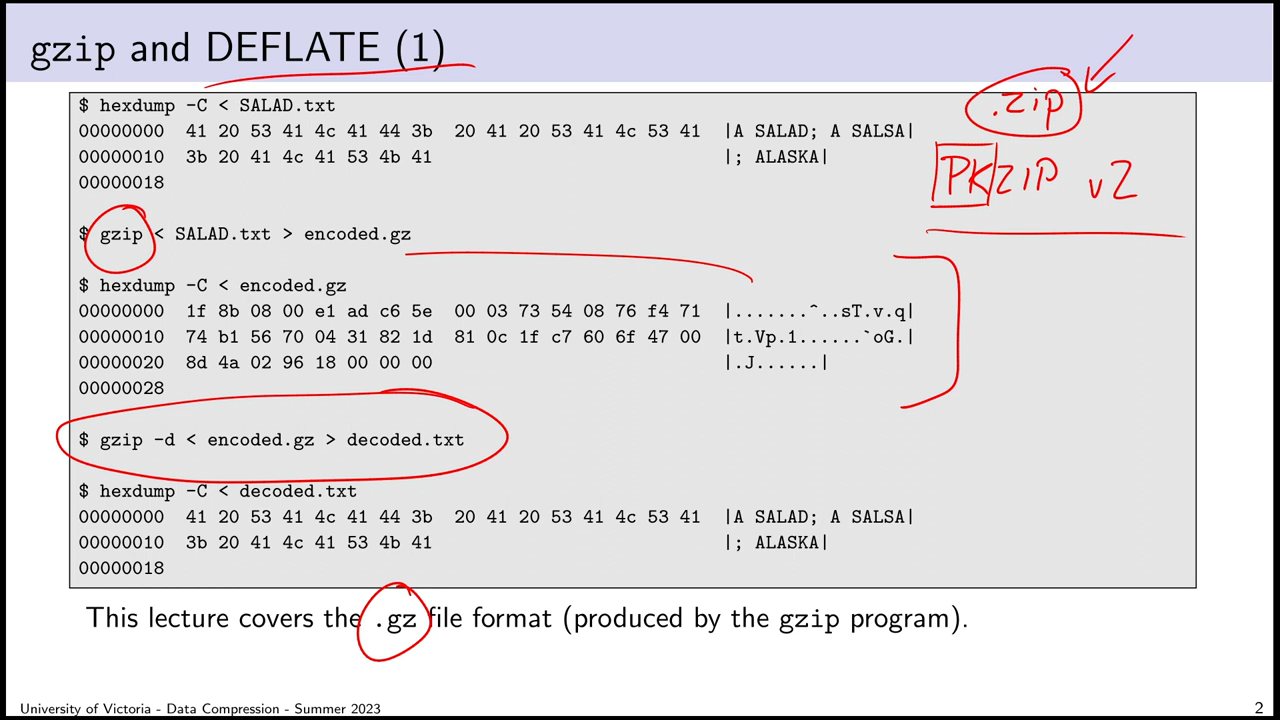 gzip and DEFLATE (1)
$ hexdump -C < SALAD.txt
00000000  41 20 53 41 4c 41 44 3b  20 41 20 53 41 4c 53 41  |A SALAD; A SALSA|
00000010  3b 20 41 4c 41 53 4b 41                           |; ALASKA|
00000018
$ gzip < SALAD.txt > encoded.gz
$ hexdump -C < encoded.gz
00000000  1f 8b 08 00 e1 ad c6 5e  00 03 73 54 08 76 f4 71  |.......^..sT.v.q|
00000010  74 b1 56 70 04 31 82 1d  81 0c 1f c7 60 6f 47 00  |t.Vp.1......`oG.|
00000020  8d 4a 02 96 18 00 00 00                           |.J......|
00000028
$ gzip -d < encoded.gz > decoded.txt
$ hexdump -C < decoded.txt
00000000  41 20 53 41 4c 41 44 3b  20 41 20 53 41 4c 53 41  |A SALAD; A SALSA|
00000010  3b 20 41 4c 41 53 4b 41                           |; ALASKA|
00000018
.zip
PKZIP v2
This lecture covers the .gz file format (produced by the gzip program).
University of Victoria - Data Compression - Summer 2023
2